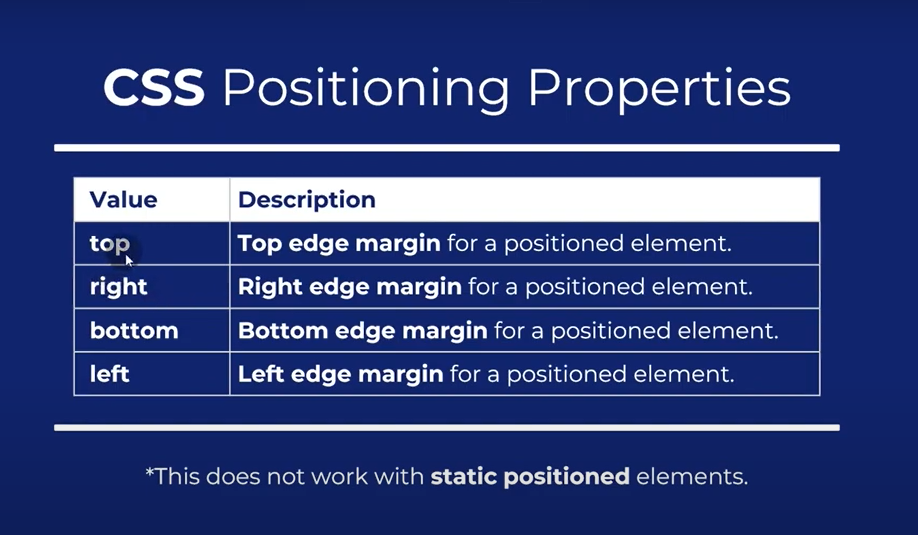 CSS Positioning Properties
Value Description
top Top edge margin for a positioned element.
right Right edge margin for a positioned element.
bottom Bottom edge margin for a positioned element.
left Left edge margin for a positioned element.
*This does not work with static positioned elements.